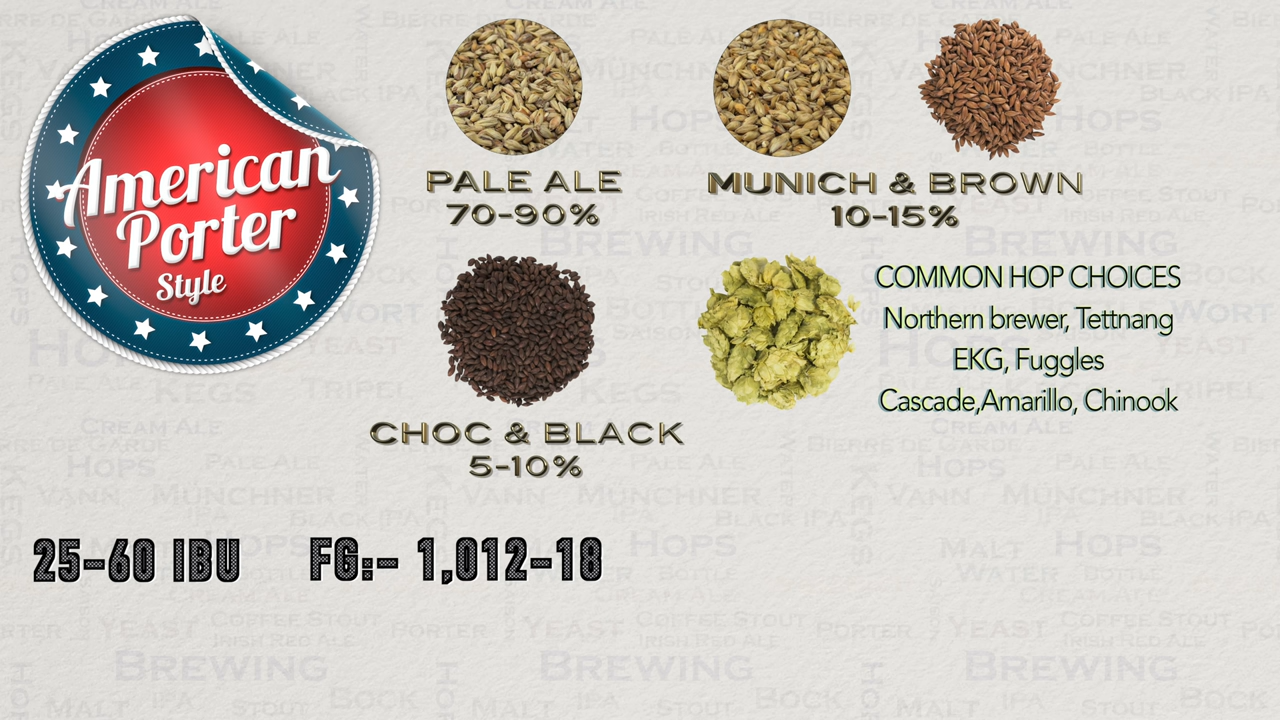 American
Porter
Style
PALE ALE
70-90%
MUNICH & BROWN
10-15%
CHOC & BLACK
5-10%
COMMON HOP CHOICES
Northern brewer, Tettnang
EKG, Fuggles
Cascade,Amarillo, Chinook
25-60 IBU
FG:- 1,012-18